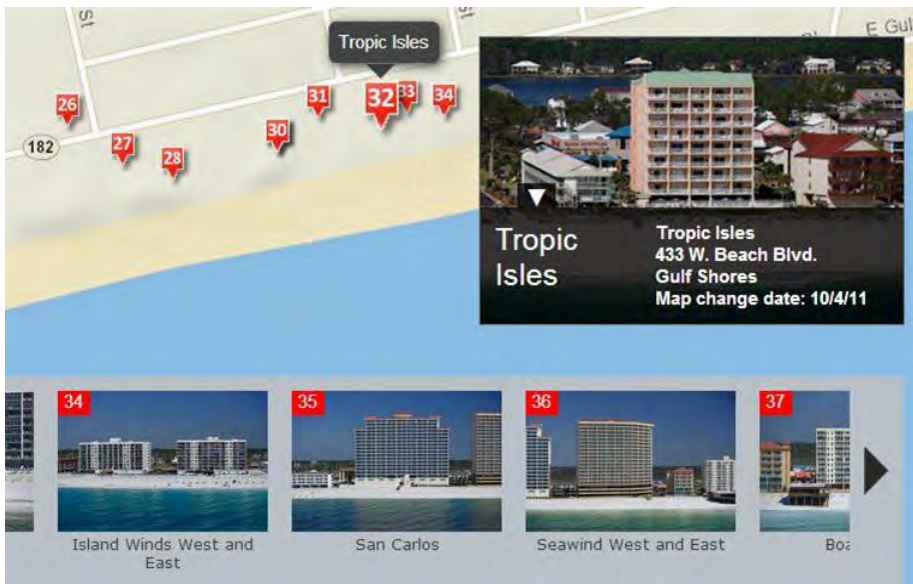 St
Tropic Isles
E Gul
26
31
32
33
34
182
27
28
30
Tropic
Isles
Tropic Isles
433 W. Beach Blvd.
Gulf Shores
Map change date: 10/4/11
34
35
36
37
Island Winds West and
East
San Carlos
Seawind West and East
Boa